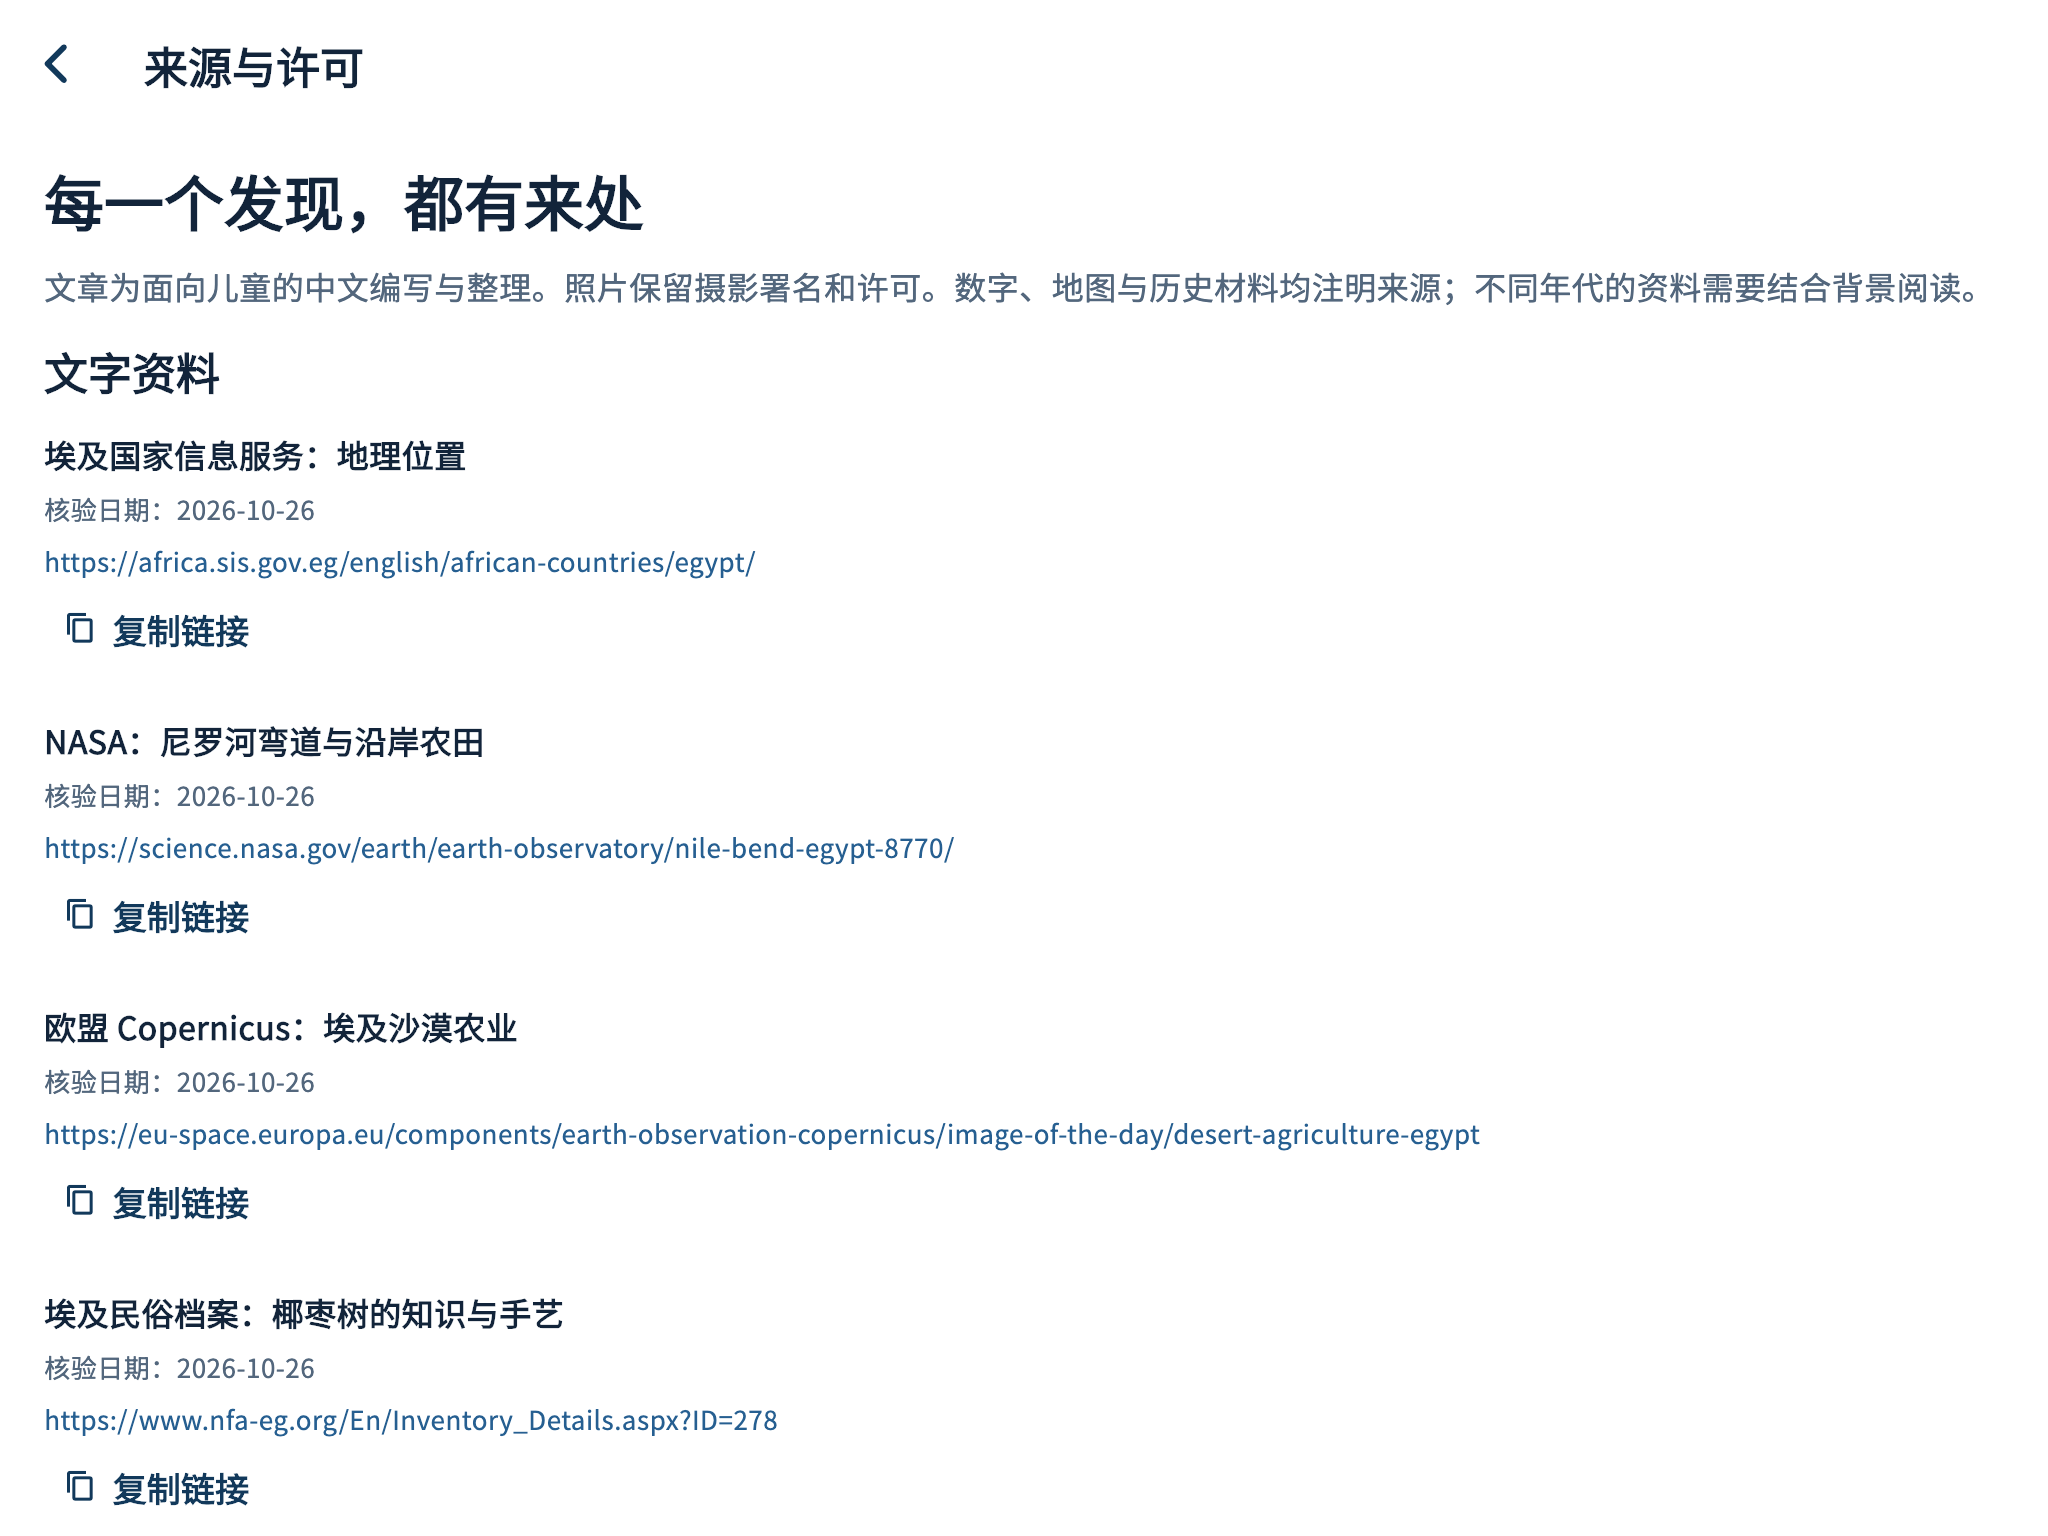 来源与许可
每一个发现，都有来处
文章为面向儿童的中文编写与整理。照片保留摄影署名和许可。数字、地图与历史材料均注明来源；不同年代的资料需要结合背景阅读。
文字资料
埃及国家信息服务：地理位置
核验日期：2026-10-26
https://africa.sis.gov.eg/english/african-countries/egypt/
复制链接
NASA：尼罗河弯道与沿岸农田
核验日期：2026-10-26
https://science.nasa.gov/earth/earth-observatory/nile-bend-egypt-8770/
复制链接
欧盟 Copernicus：埃及沙漠农业
核验日期：2026-10-26
https://eu-space.europa.eu/components/earth-observation-copernicus/image-of-the-day/desert-agriculture-egypt
复制链接
埃及民俗档案：椰枣树的知识与手艺
核验日期：2026-10-26
https://www.nfa-eg.org/En/Inventory_Details.aspx?ID=278
复制链接